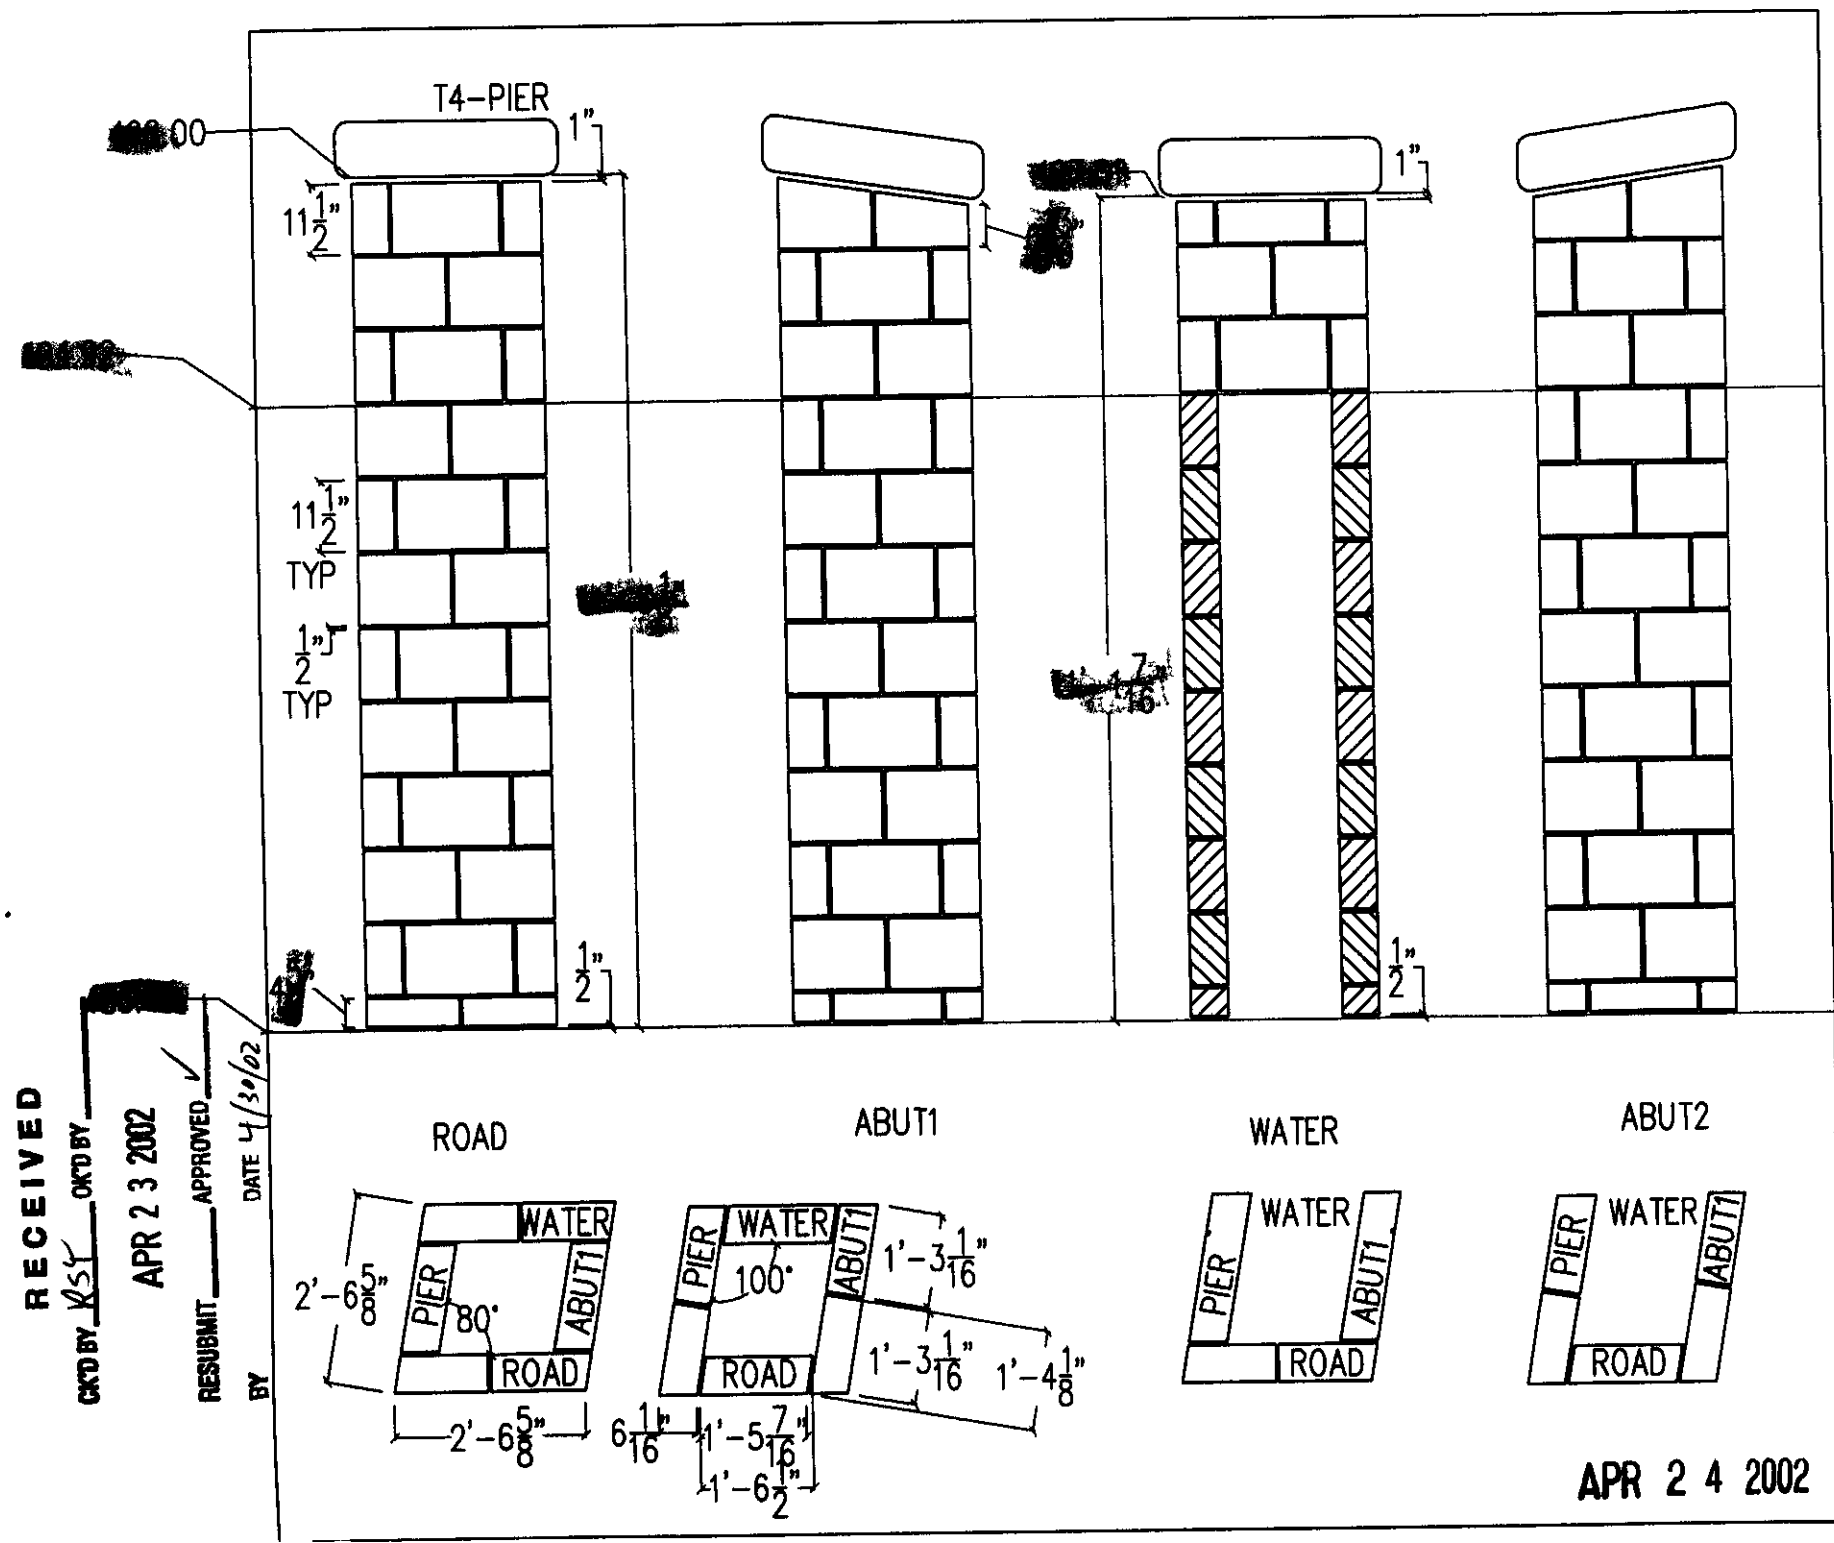 T4-PIER
1"
00
11 1/2"
1"
11 1/2"
TYP
1/2"
TYP
7/16"
1/2"
1/2"
ROAD
ABUT1
WATER
ABUT2
RECEIVED
CK'D BY RSY OK'D BY
APR 2 3 2002
RESUBMIT APPROVED ✓
BY DATE 4/30/02
WATER
PIER
ABUT1
80°
ROAD
2'-6 5/8"
2'-6 5/8"
PIER
WATER
ABUT1
100°
ROAD
1'-3 1/16"
1'-3 1/16"
1'-4 1/8"
6 1/16"
1'-5 7/16"
1'-6 1/2"
WATER
PIER
ABUT1
ROAD
PIER
WATER
ABUT1
ROAD
APR 2 4 2002